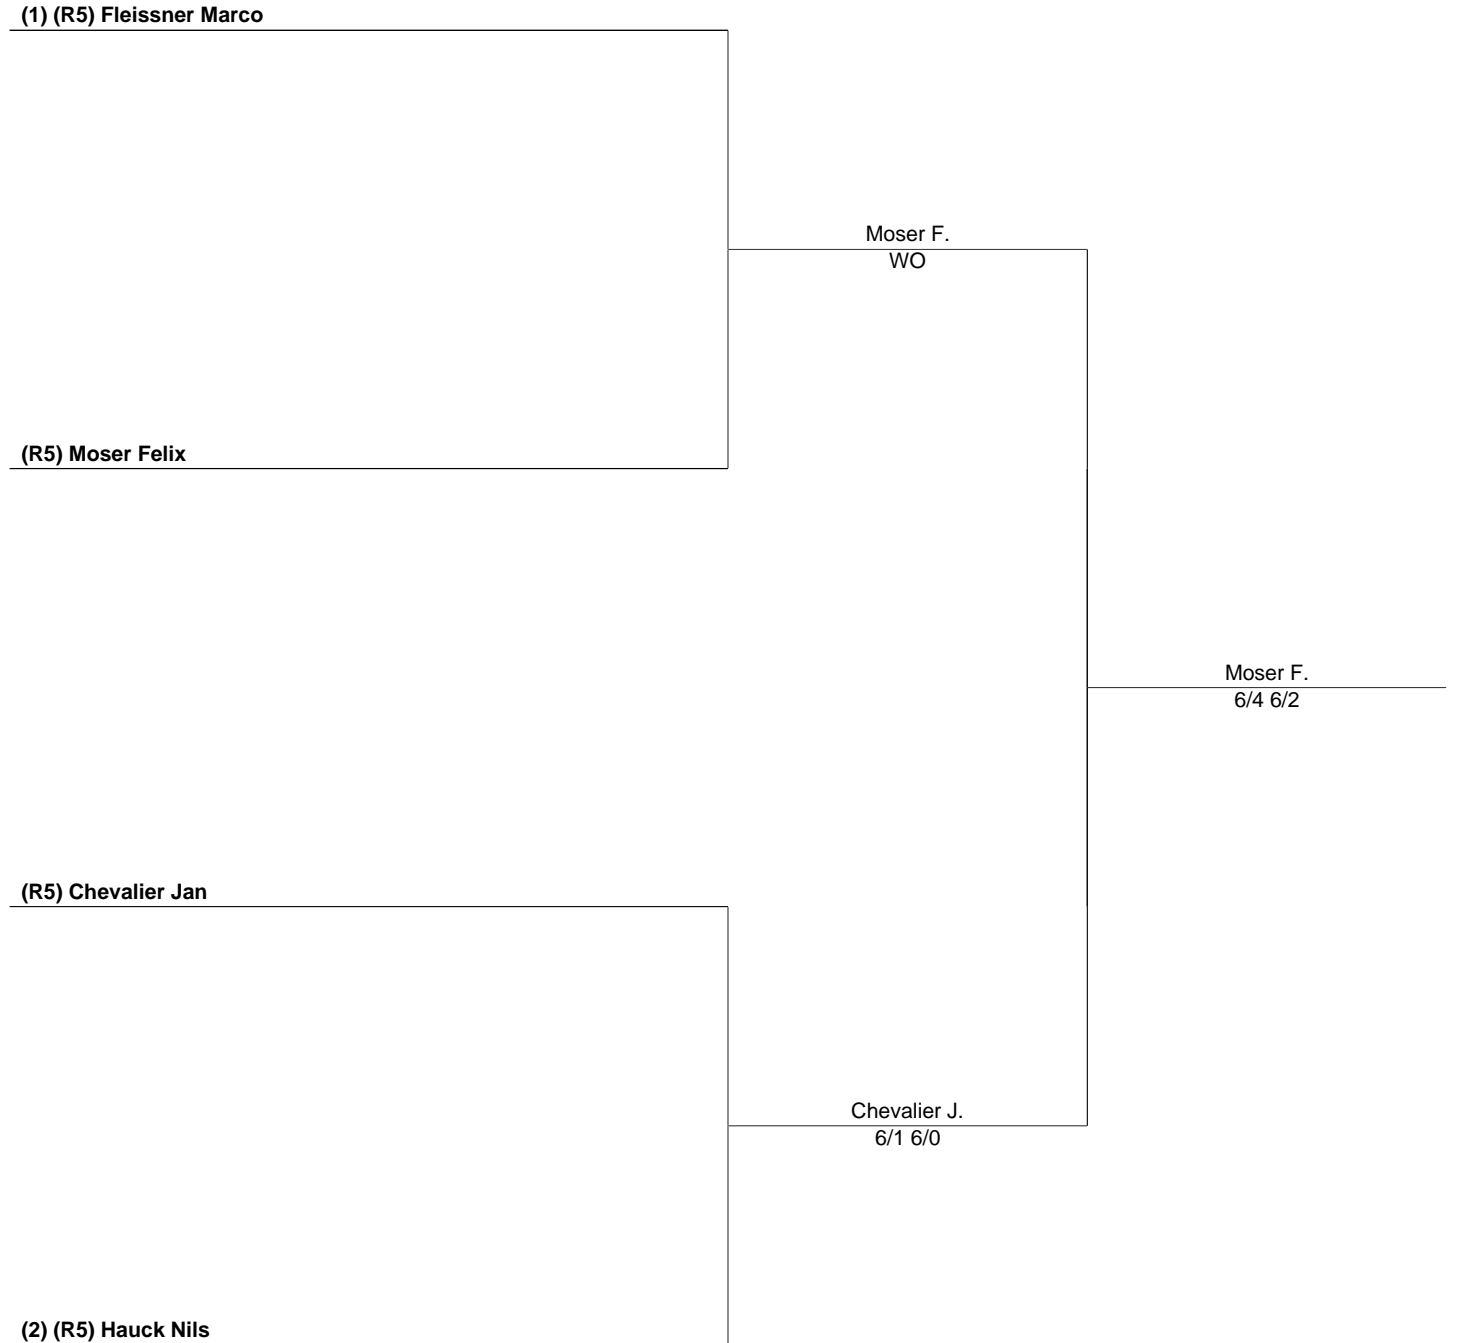 (1) (R5) Fleissner Marco
Moser F.
WO
(R5) Moser Felix
Moser F.
6/4 6/2
(R5) Chevalier Jan
Chevalier J.
6/1 6/0
(2) (R5) Hauck Nils